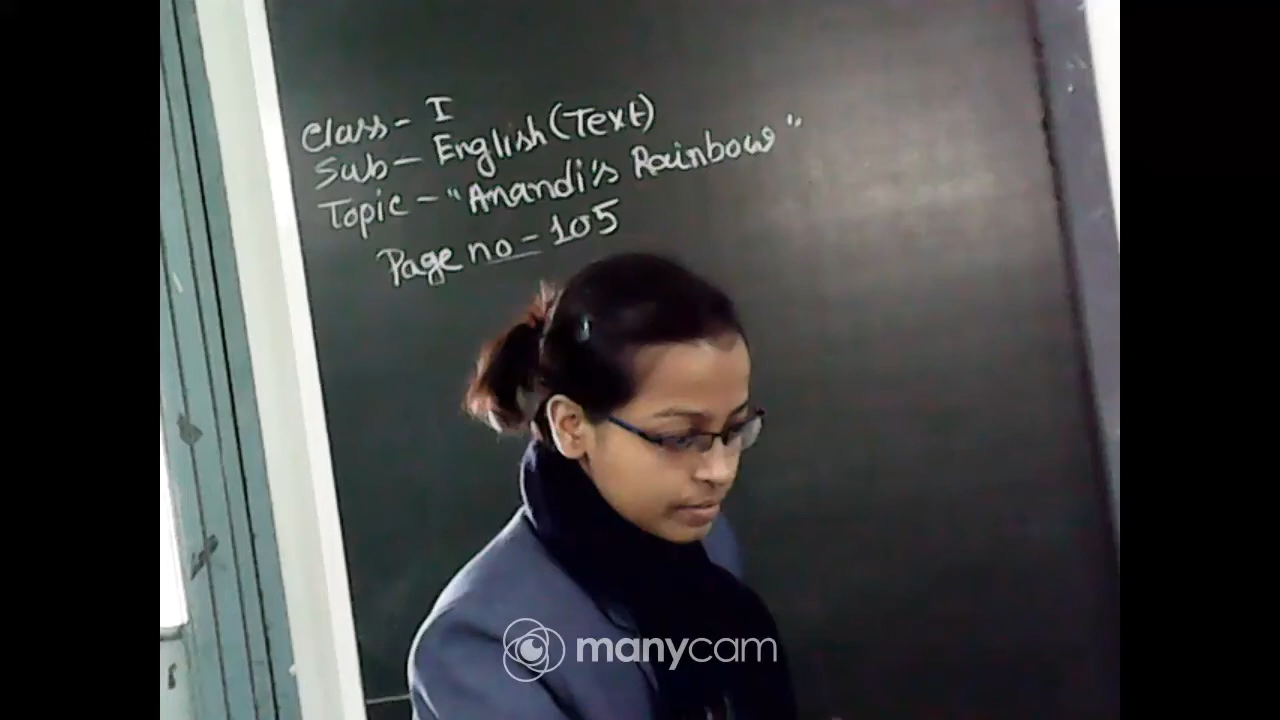 Class - I
Sub - English (Text)
Topic - "Anandi's Rainbow"
Page no - 105
manycam